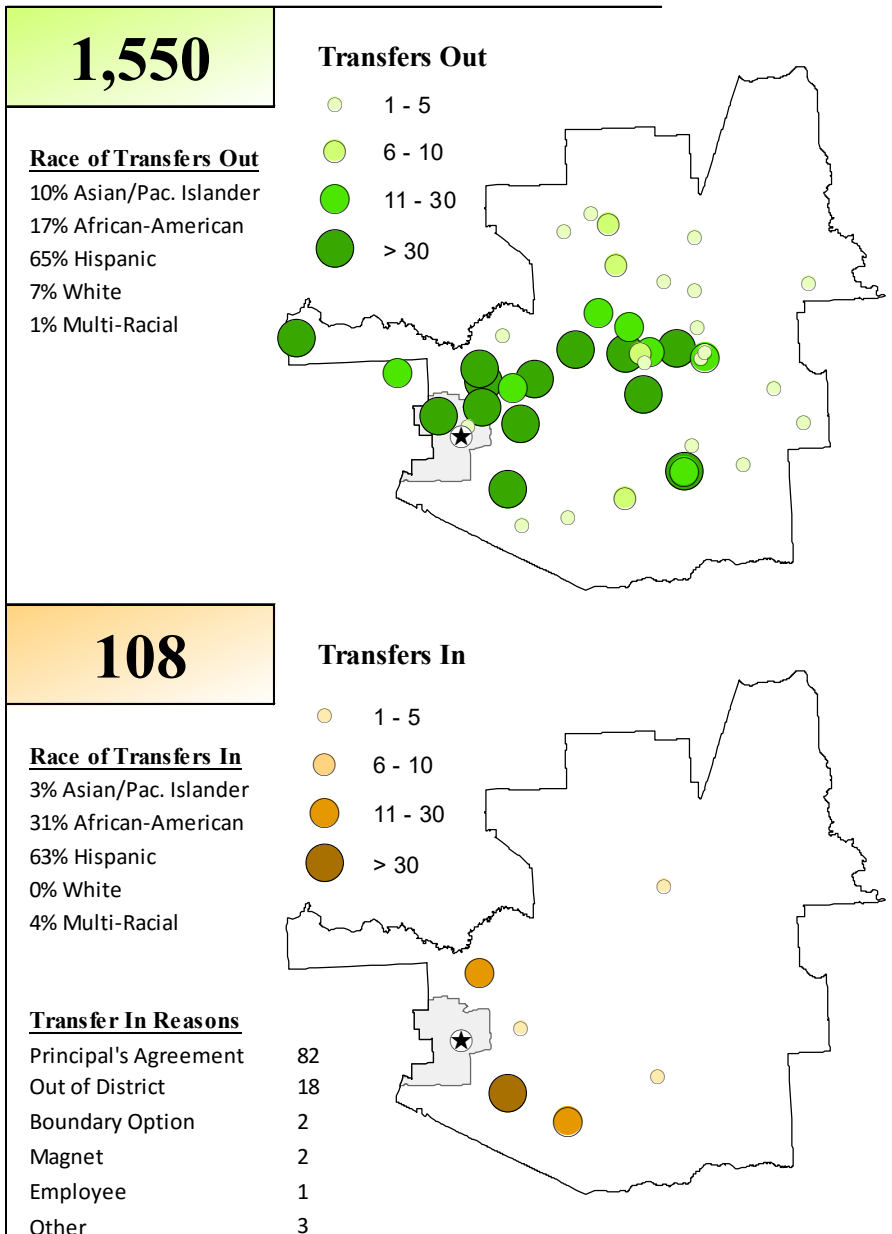 1,550
Race of Transfers Out
10% Asian/Pac. Islander
17% African-American
65% Hispanic
7% White
1% Multi-Racial
Transfers Out
1 - 5
6 - 10
11 - 30
> 30
108
Race of Transfers In
3% Asian/Pac. Islander
31% African-American
63% Hispanic
0% White
4% Multi-Racial
Transfers In
1 - 5
6 - 10
11 - 30
> 30
Transfer In Reasons
Principal's Agreement 82
Out of District 18
Boundary Option 2
Magnet 2
Employee 1
Other 3